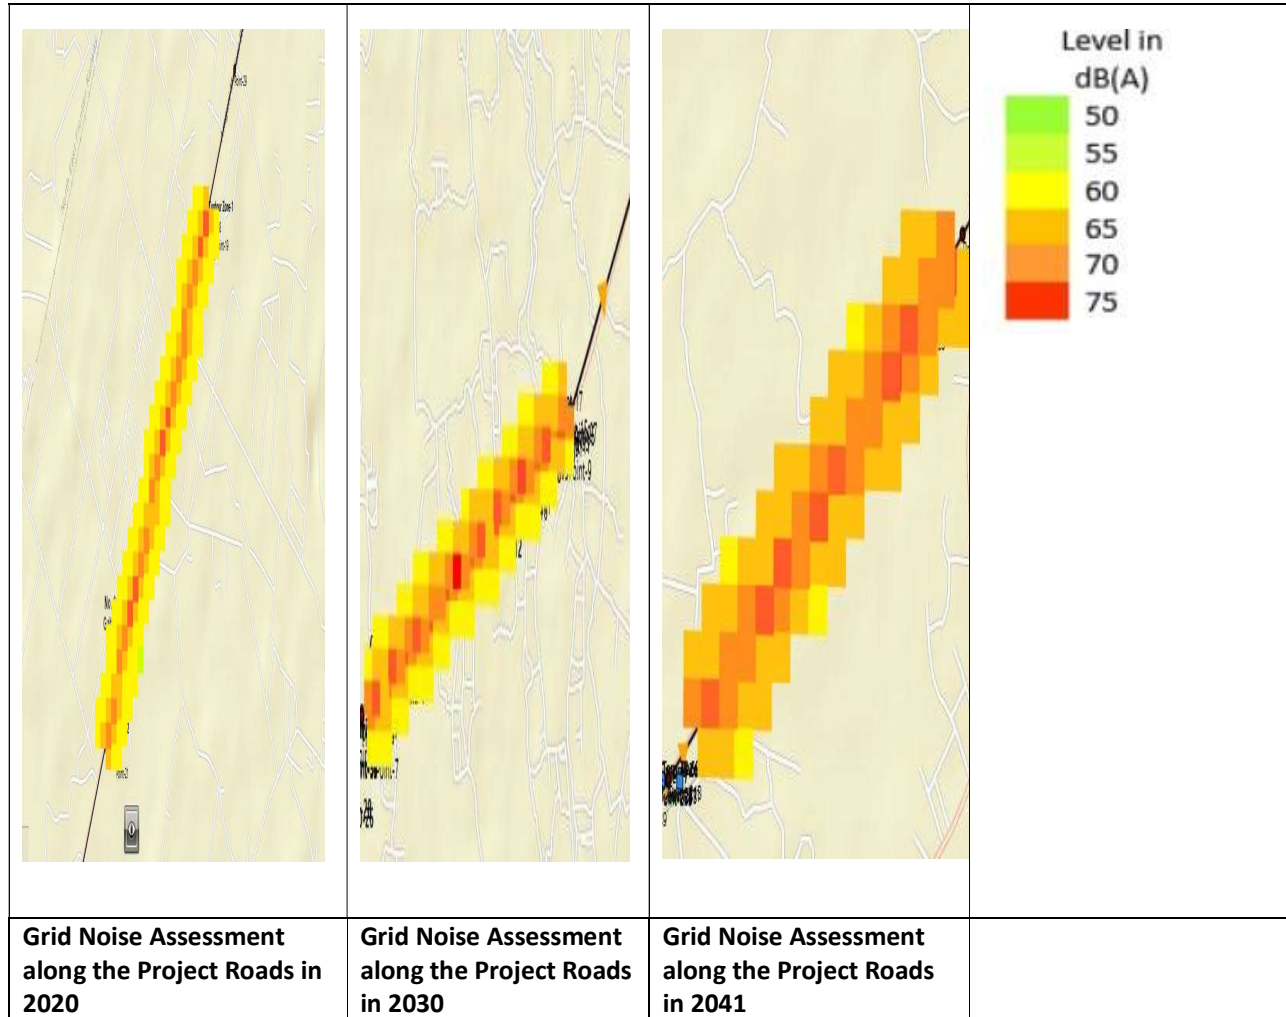 Level in
dB(A)
50
55
60
65
70
75
12
Grid Noise Assessment
along the Project Roads in
2020
Grid Noise Assessment
along the Project Roads
in 2030
Grid Noise Assessment
along the Project Roads
in 2041